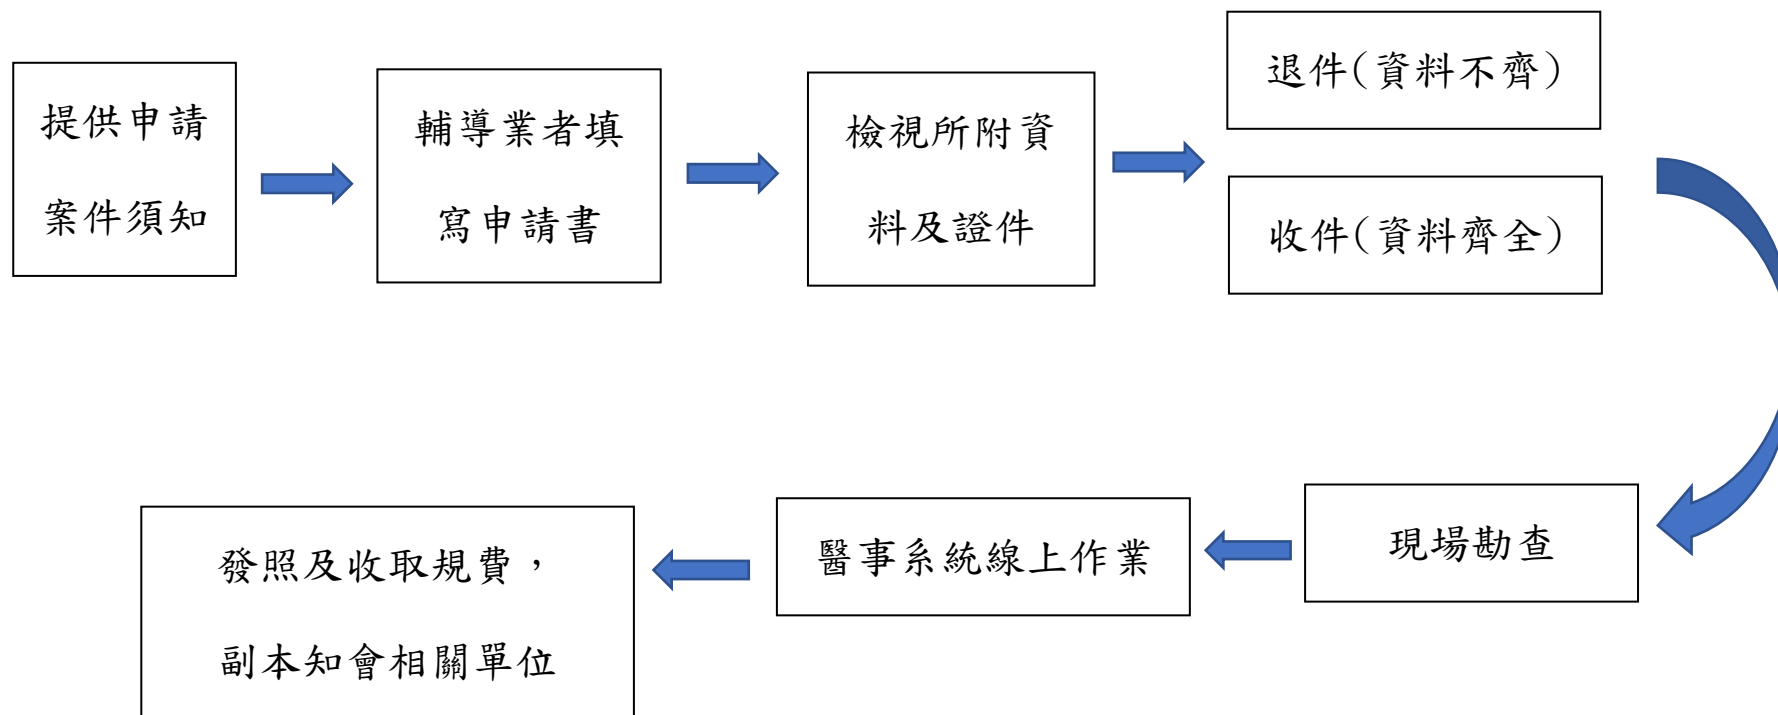 提供申請
案件須知
輔導業者填
寫申請書
檢視所附資
料及證件
退件(資料不齊)
收件(資料齊全)
現場勘查
醫事系統線上作業
發照及收取規費，
副本知會相關單位